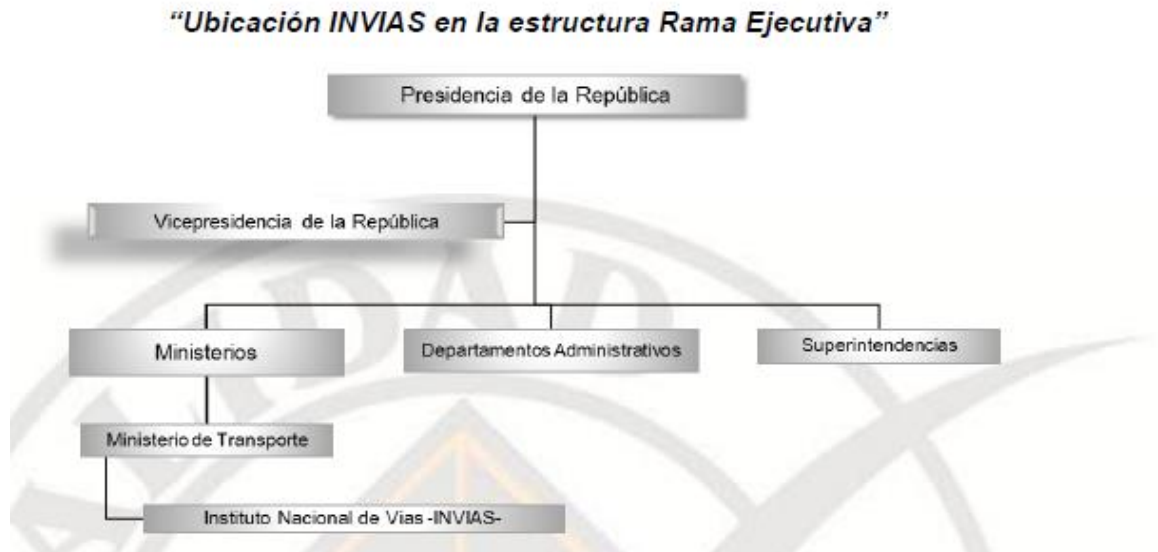 “Ubicación INVIAS en la estructura Rama Ejecutiva”
Presidencia de la República
Vicepresidencia de la República
Ministerios
Departamentos Administrativos
Superintendencias
Ministerio de Transporte
Instituto Nacional de Vias -INVIAS-
ALIDAD